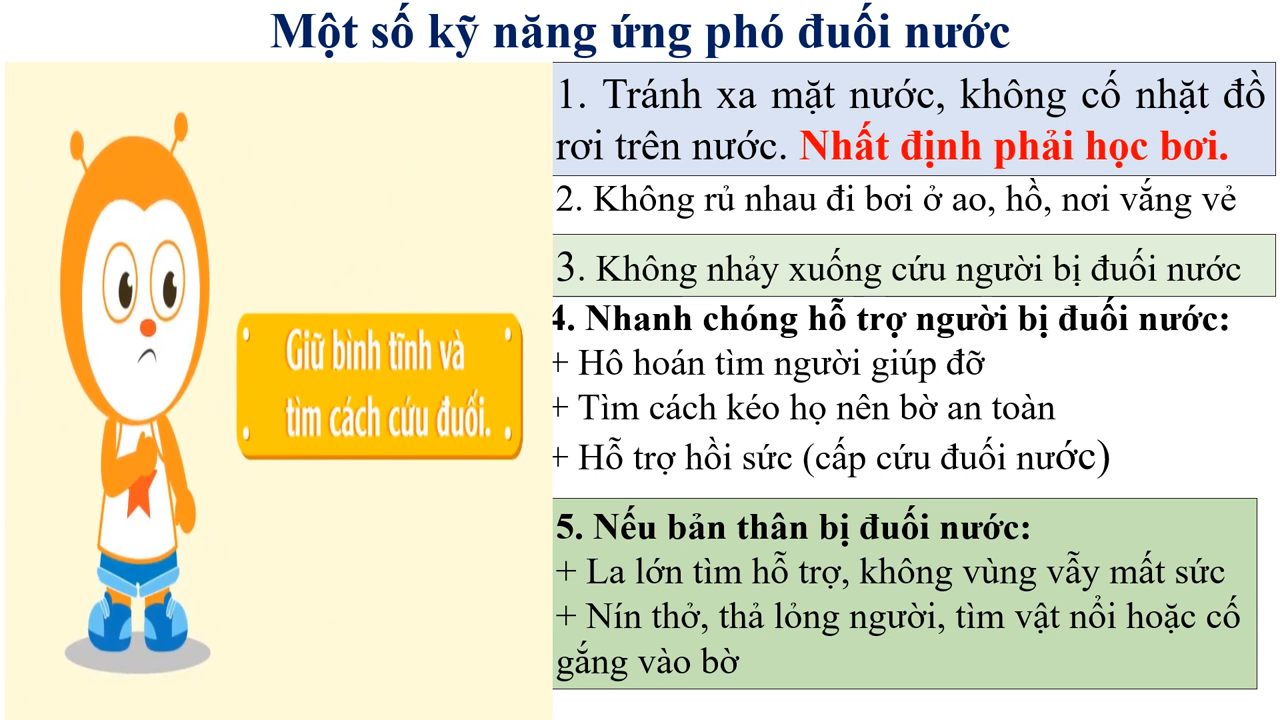 Một số kỹ năng ứng phó đuối nước
Giữ bình tĩnh và
tìm cách cứu đuối.
1. Tránh xa mặt nước, không cố nhặt đồ
rơi trên nước. Nhất định phải học bơi.
2. Không rủ nhau đi bơi ở ao, hồ, nơi vắng vẻ
3. Không nhảy xuống cứu người bị đuối nước
4. Nhanh chóng hỗ trợ người bị đuối nước:
+ Hô hoán tìm người giúp đỡ
+ Tìm cách kéo họ nên bờ an toàn
+ Hỗ trợ hồi sức (cấp cứu đuối nước)
5. Nếu bản thân bị đuối nước:
+ La lớn tìm hỗ trợ, không vùng vẫy mất sức
+ Nín thở, thả lỏng người, tìm vật nổi hoặc cố
gắng vào bờ